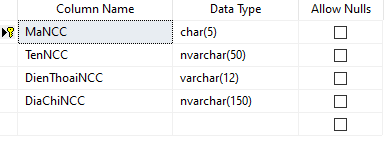 Column Name Data Type Allow Nulls
MaNCC char(5)
TenNCC nvarchar(50)
DienThoaiNCC varchar(12)
DiaChiNCC nvarchar(150)